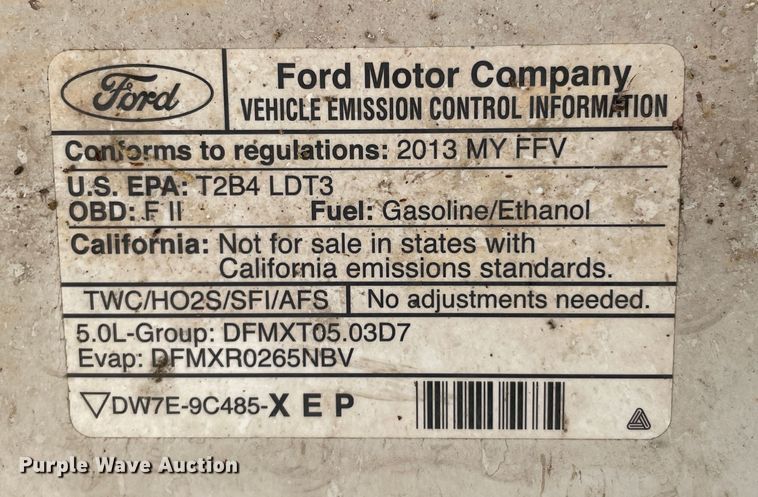 Ford
Ford Motor Company
VEHICLE EMISSION CONTROL INFORMATION
Conforms to regulations: 2013 MY FFV
U.S. EPA: T2B4 LDT3
OBD: F II Fuel: Gasoline/Ethanol
California: Not for sale in states with
California emissions standards.
TWC/HO2S/SFI/AFS No adjustments needed.
5.0L-Group: DFMXT05.03D7
Evap: DFMXR0265NBV
▽DW7E-9C485-X E P
Purple Wave Auction